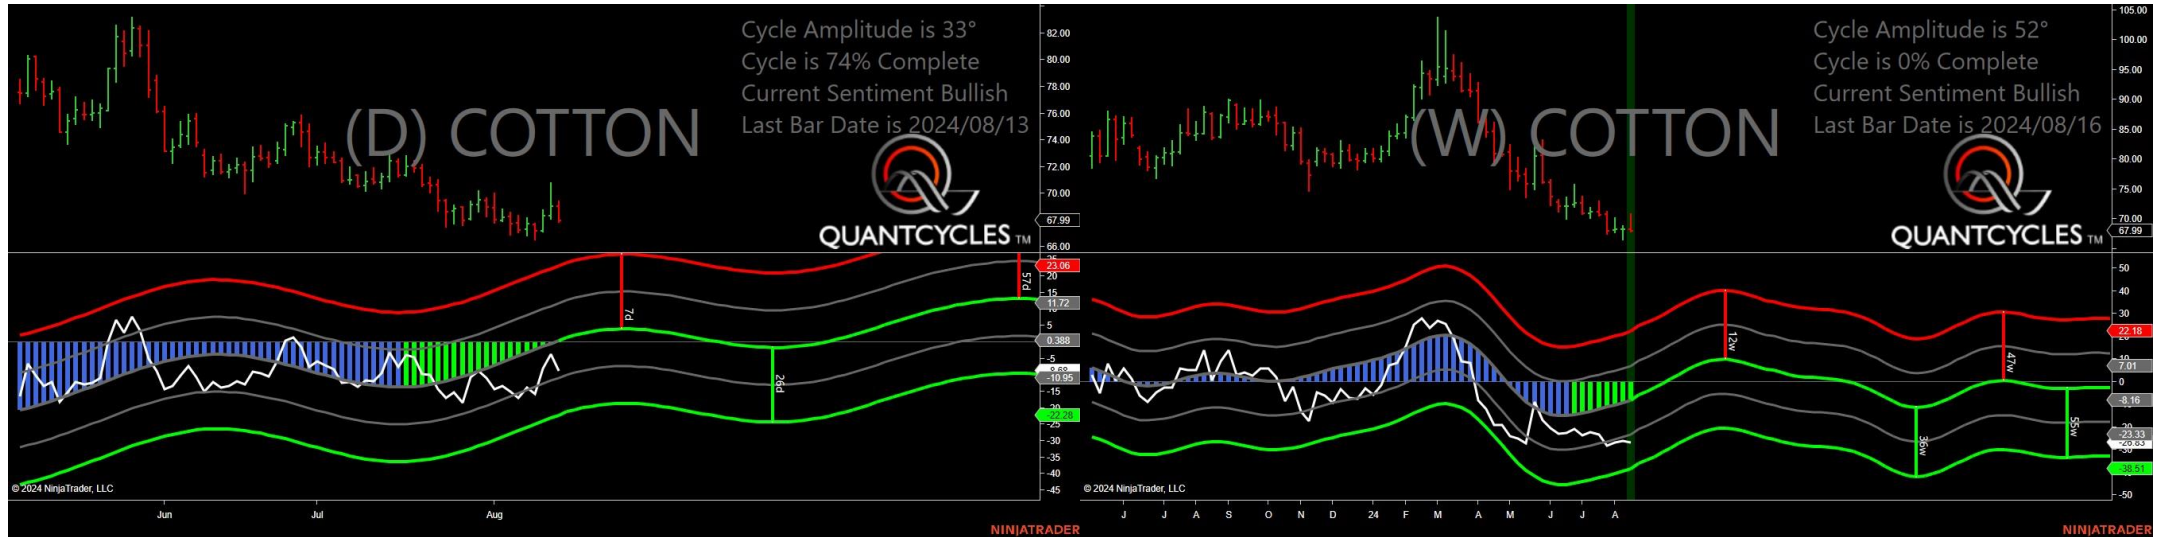 Cycle Amplitude is 33°
Cycle is 74% Complete
Current Sentiment Bullish
Last Bar Date is 2024/08/13
(D) COTTON
QUANTCYCLES TM
82.00
80.00
78.00
76.00
74.00
72.00
70.00
67.99
66.00
25
23.06
20
15
11.72
10
5
0.388
-5
-8.68
-10.95
-15
-20
-22.28
-25
-30
-35
-40
-45
7d
26d
57d
© 2024 NinjaTrader, LLC
Jun
Jul
Aug
NINJATRADER
Cycle Amplitude is 52°
Cycle is 0% Complete
Current Sentiment Bullish
Last Bar Date is 2024/08/16
(W) COTTON
QUANTCYCLES TM
105.00
100.00
95.00
90.00
85.00
80.00
75.00
70.00
67.99
50
40
30
22.18
20
10
7.01
0
-8.16
-23.33
-26.83
-30
-38.51
-50
12w
36w
47w
55w
© 2024 NinjaTrader, LLC
J
J
A
S
O
N
D
24
F
M
A
M
J
J
A
NINJATRADER